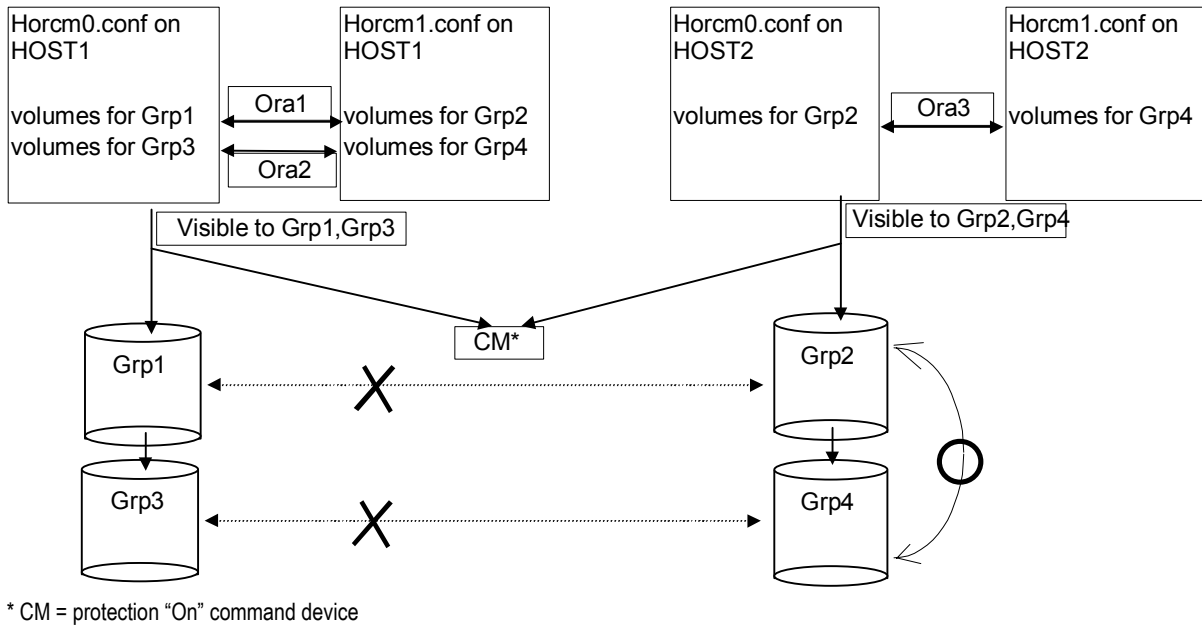 Horcm0.conf on
HOST1
volumes for Grp1
volumes for Grp3
Ora1
Ora2
Horcm1.conf on
HOST1
volumes for Grp2
volumes for Grp4
Horcm0.conf on
HOST2
volumes for Grp2
Ora3
Horcm1.conf on
HOST2
volumes for Grp4
Visible to Grp1,Grp3
Visible to Grp2,Grp4
CM*
Grp1
Grp2
Grp3
Grp4
* CM = protection “On” command device